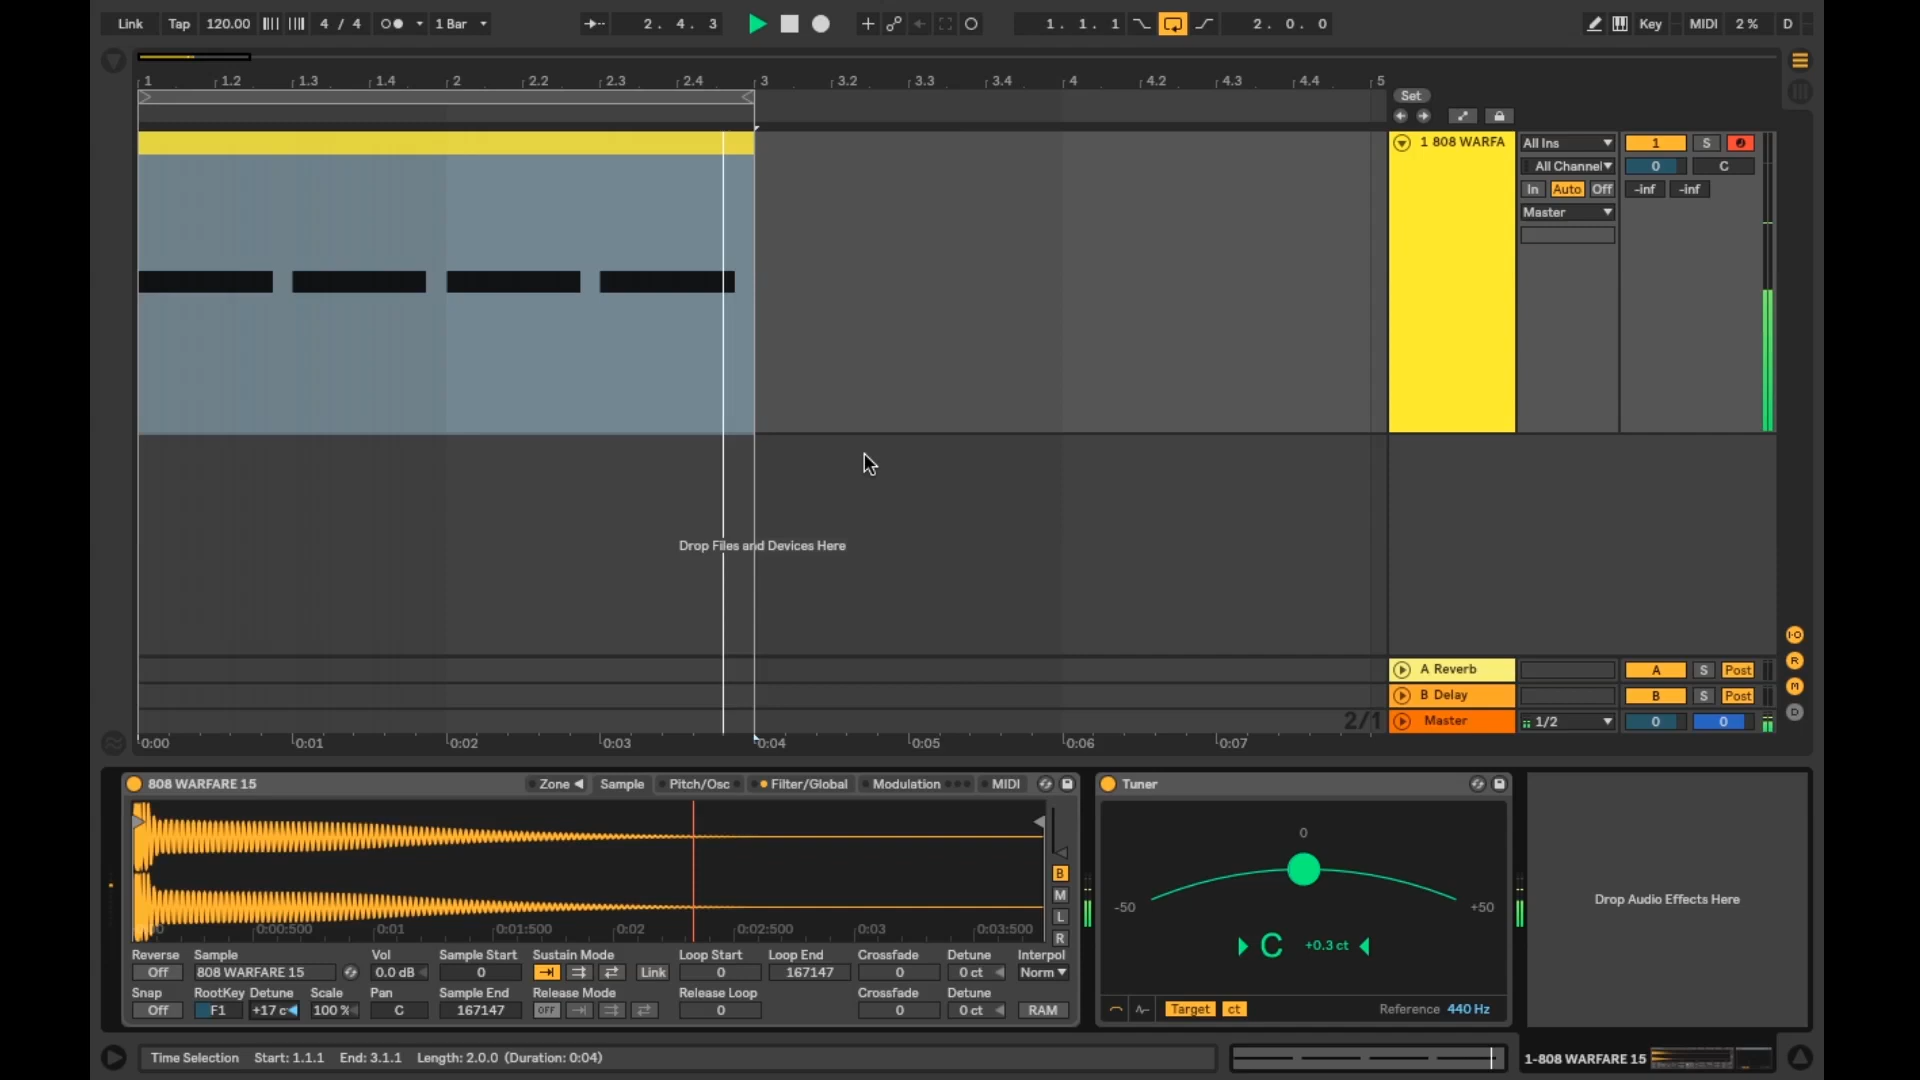 Link Tap 120.00 4 / 4 1 Bar 2. 4. 3 1. 1. 1 2. 0. 0 Key MIDI 2 % D
1 1.2 1.3 1.4 2 2.2 2.3 2.4 3 3.2 3.3 3.4 4 4.2 4.3 4.4 5
Set
1 808 WARFA All Ins 1 S
All Channel 0 C
In Auto Off -inf -inf
Master
Drop Files and Devices Here
A Reverb A S Post
B Delay B S Post
2/1 Master 1/2 0 0
0:00 0:01 0:02 0:03 0:04 0:05 0:06 0:07
808 WARFARE 15 Zone Sample Pitch/Osc Filter/Global Modulation MIDI
Tuner
0
-50 +50
C +0.3 ct
Target ct Reference 440 Hz
B
M
L
R
0:00:500 0:01 0:01:500 0:02 0:02:500 0:03 0:03:500
Reverse Sample Vol Sample Start Sustain Mode Loop Start Loop End Crossfade Detune Interpol
Off 808 WARFARE 15 0.0 dB 0 Link 0 167147 0 0 ct Norm
Snap RootKey Detune Scale Pan Sample End Release Mode Release Loop Crossfade Detune
Off F1 +17 c 100 % C 167147 OFF 0 0 0 ct RAM
Drop Audio Effects Here
Time Selection Start: 1.1.1 End: 3.1.1 Length: 2.0.0 (Duration: 0:04)
1-808 WARFARE 15